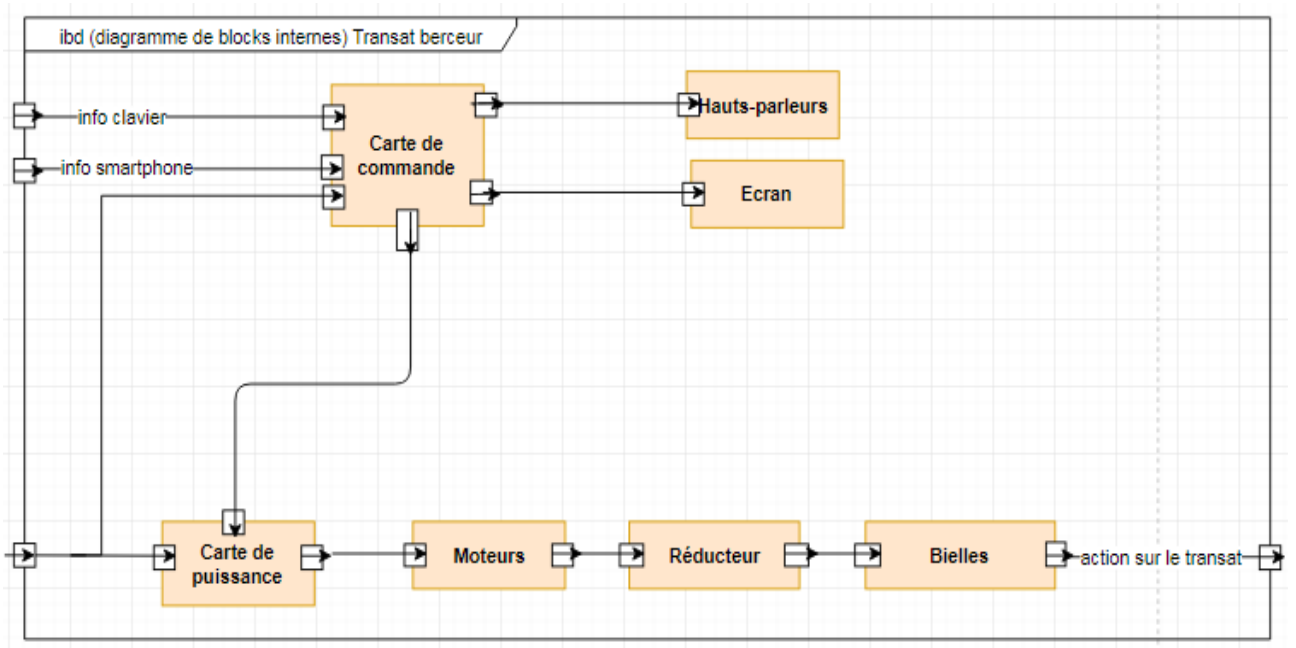 ibd (diagramme de blocks internes) Transat berceur
info clavier
info smartphone
Carte de
commande
Hauts-parleurs
Ecran
Carte de
puissance
Moteurs
Réducteur
Bielles
action sur le transat